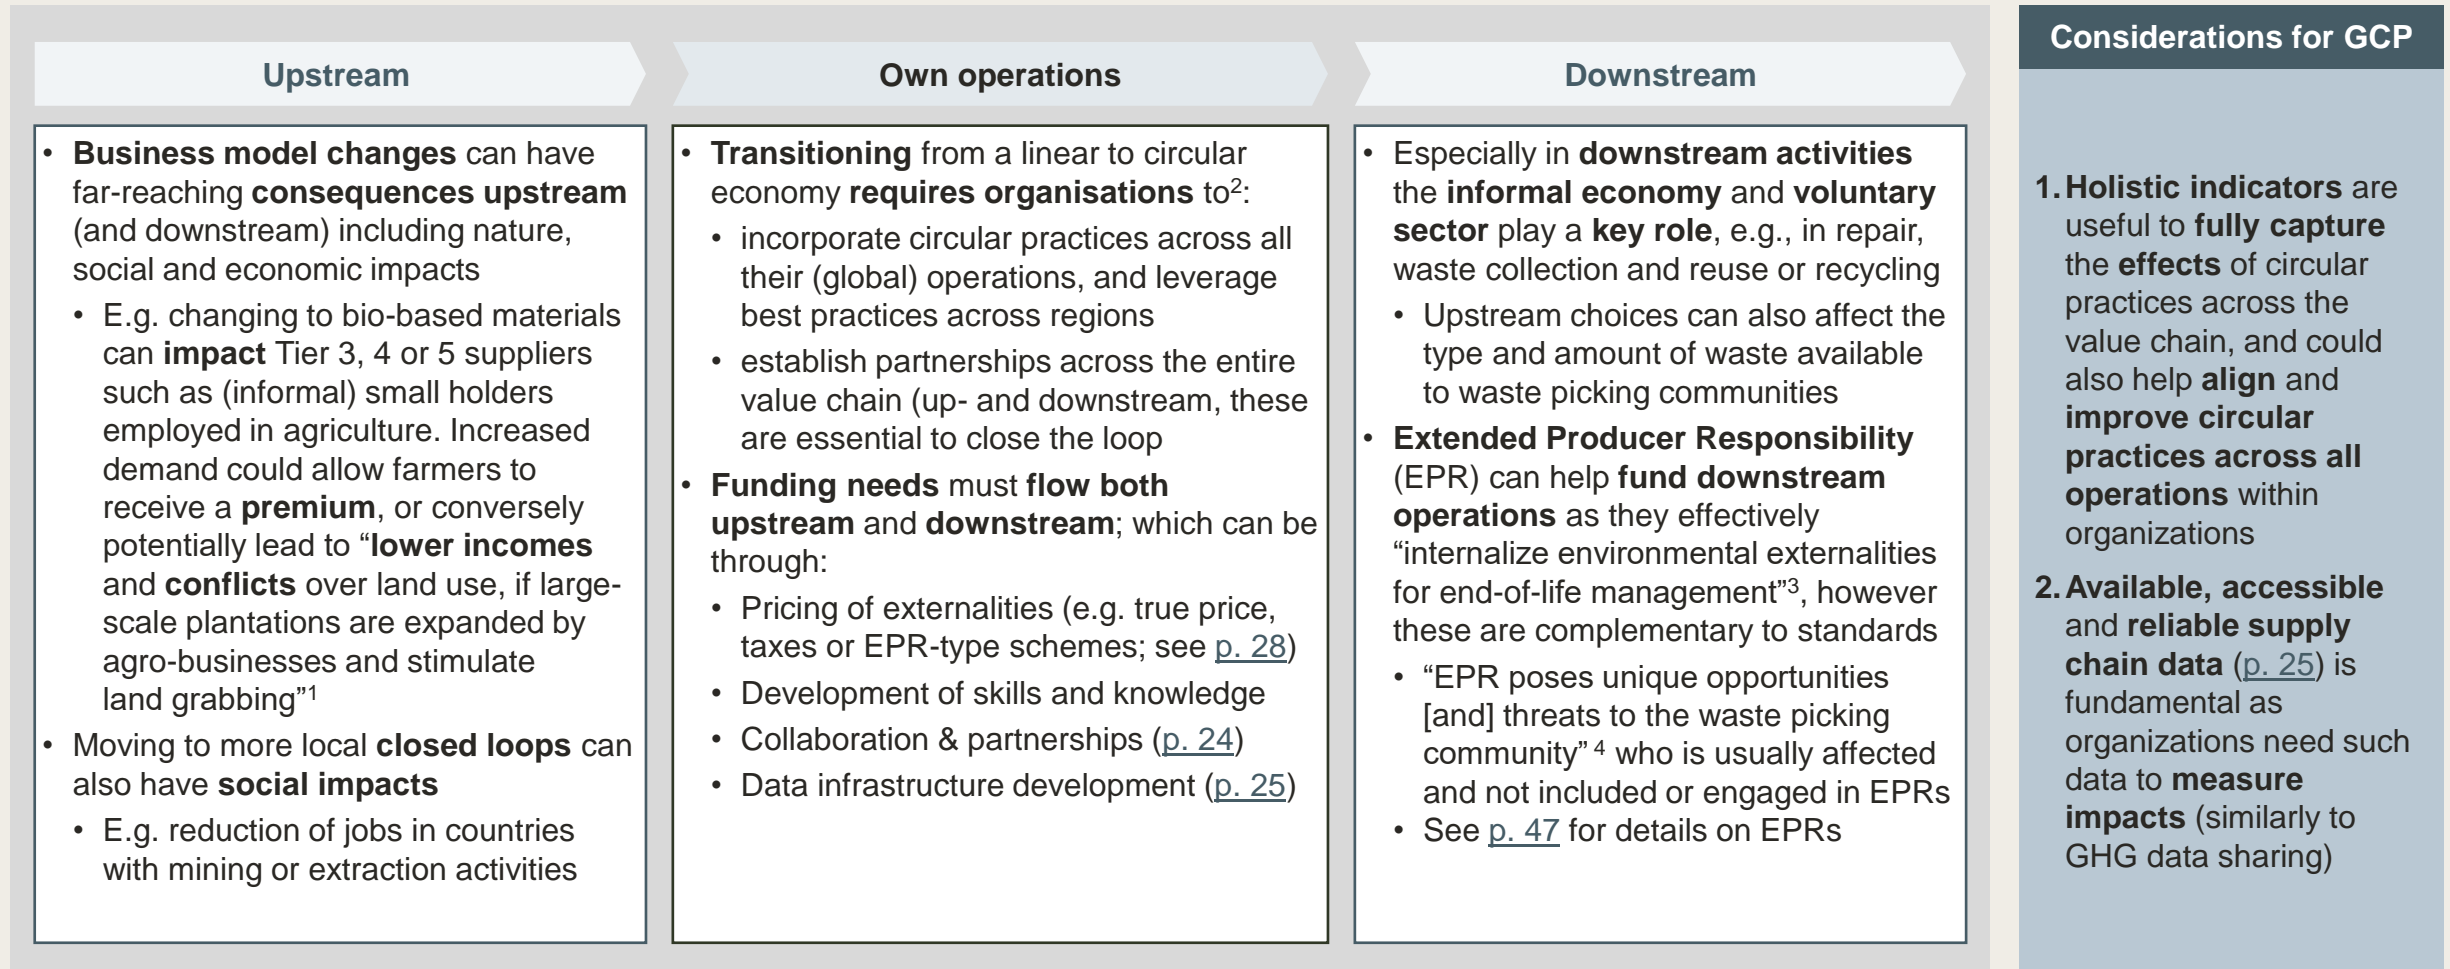 Upstream
• Business model changes can have
far-reaching consequences upstream
(and downstream) including nature,
social and economic impacts
• E.g. changing to bio-based materials
can impact Tier 3, 4 or 5 suppliers
such as (informal) small holders
employed in agriculture. Increased
demand could allow farmers to
receive a premium, or conversely
potentially lead to “lower incomes
and conflicts over land use, if large-
scale plantations are expanded by
agro-businesses and stimulate
land grabbing”1
• Moving to more local closed loops can
also have social impacts
• E.g. reduction of jobs in countries
with mining or extraction activities
Own operations
• Transitioning from a linear to circular
economy requires organisations to2:
• incorporate circular practices across all
their (global) operations, and leverage
best practices across regions
• establish partnerships across the entire
value chain (up- and downstream, these
are essential to close the loop
• Funding needs must flow both
upstream and downstream; which can be
through:
• Pricing of externalities (e.g. true price,
taxes or EPR-type schemes; see p. 28)
• Development of skills and knowledge
• Collaboration & partnerships (p. 24)
• Data infrastructure development (p. 25)
Downstream
• Especially in downstream activities
the informal economy and voluntary
sector play a key role, e.g., in repair,
waste collection and reuse or recycling
• Upstream choices can also affect the
type and amount of waste available
to waste picking communities
• Extended Producer Responsibility
(EPR) can help fund downstream
operations as they effectively
“internalize environmental externalities
for end-of-life management”3, however
these are complementary to standards
• “EPR poses unique opportunities
[and] threats to the waste picking
community” 4 who is usually affected
and not included or engaged in EPRs
• See p. 47 for details on EPRs
Considerations for GCP
1. Holistic indicators are
useful to fully capture
the effects of circular
practices across the
value chain, and could
also help align and
improve circular
practices across all
operations within
organizations
2. Available, accessible
and reliable supply
chain data (p. 25) is
fundamental as
organizations need such
data to measure
impacts (similarly to
GHG data sharing)